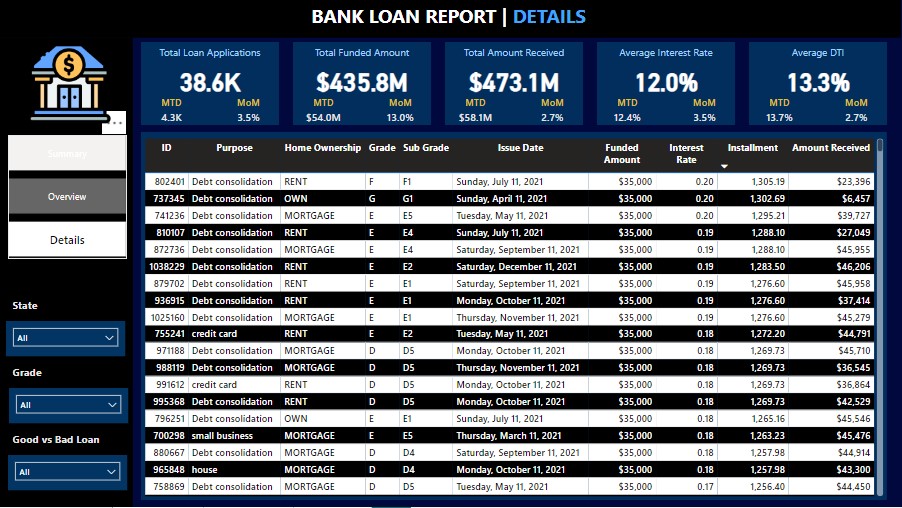 BANK LOAN REPORT | DETAILS
Total Loan Applications
38.6K
MTD MoM
4.3K 3.5%
Total Funded Amount
$435.8M
MTD MoM
$54.0M 13.0%
Total Amount Received
$473.1M
MTD MoM
$58.1M 2.7%
Average Interest Rate
12.0%
MTD MoM
12.4% 3.5%
Average DTI
13.3%
MTD MoM
13.7% 2.7%
Summary
Overview
Details
State
All
Grade
All
Good vs Bad Loan
All
ID Purpose Home Ownership Grade Sub Grade Issue Date Funded Amount Interest Rate Installment Amount Received
802401 Debt consolidation RENT F F1 Sunday, July 11, 2021 $35,000 0.20 1,305.19 $23,396
737345 Debt consolidation OWN G G1 Sunday, April 11, 2021 $35,000 0.20 1,302.69 $6,457
741236 Debt consolidation MORTGAGE E E5 Tuesday, May 11, 2021 $35,000 0.20 1,295.21 $39,727
810107 Debt consolidation RENT E E4 Sunday, July 11, 2021 $35,000 0.19 1,288.10 $27,049
872736 Debt consolidation MORTGAGE E E4 Saturday, September 11, 2021 $35,000 0.19 1,288.10 $45,955
1038229 Debt consolidation RENT E E2 Saturday, December 11, 2021 $35,000 0.19 1,283.50 $46,206
879702 Debt consolidation RENT E E1 Saturday, September 11, 2021 $35,000 0.19 1,276.60 $45,958
936915 Debt consolidation RENT E E1 Monday, October 11, 2021 $35,000 0.19 1,276.60 $37,414
1025160 Debt consolidation MORTGAGE E E1 Thursday, November 11, 2021 $35,000 0.19 1,276.60 $45,279
755241 credit card RENT E E2 Tuesday, May 11, 2021 $35,000 0.18 1,272.20 $44,791
971188 Debt consolidation MORTGAGE D D5 Monday, October 11, 2021 $35,000 0.18 1,269.73 $45,710
988119 Debt consolidation MORTGAGE D D5 Thursday, November 11, 2021 $35,000 0.18 1,269.73 $36,545
991612 credit card RENT D D5 Monday, October 11, 2021 $35,000 0.18 1,269.73 $36,864
995368 Debt consolidation RENT D D5 Monday, October 11, 2021 $35,000 0.18 1,269.73 $42,529
796251 Debt consolidation OWN E E1 Sunday, July 11, 2021 $35,000 0.18 1,265.16 $45,546
700298 small business MORTGAGE E E5 Thursday, March 11, 2021 $35,000 0.18 1,263.23 $45,476
880667 Debt consolidation MORTGAGE D D4 Saturday, September 11, 2021 $35,000 0.18 1,257.98 $44,914
965848 house MORTGAGE D D4 Monday, October 11, 2021 $35,000 0.18 1,257.98 $43,300
758869 Debt consolidation MORTGAGE D D5 Tuesday, May 11, 2021 $35,000 0.17 1,256.40 $44,450